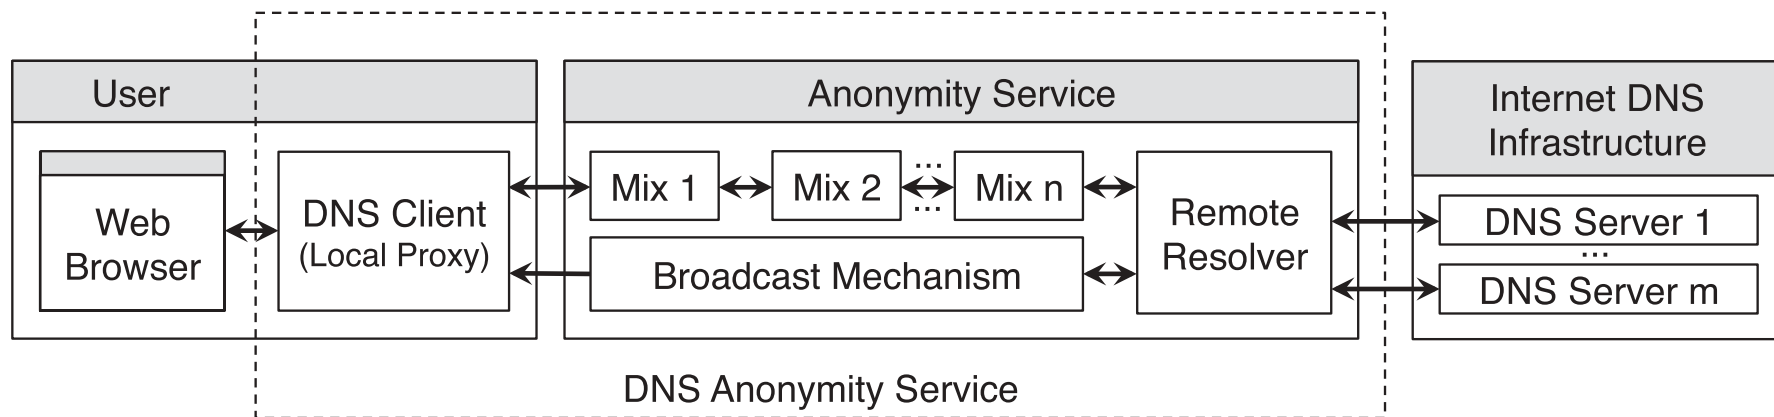 User
Anonymity Service
Internet DNS
Infrastructure
Web
Browser
DNS Client
(Local Proxy)
Mix 1
Mix 2
...
...
Mix n
Broadcast Mechanism
Remote
Resolver
DNS Server 1
...
DNS Server m
DNS Anonymity Service